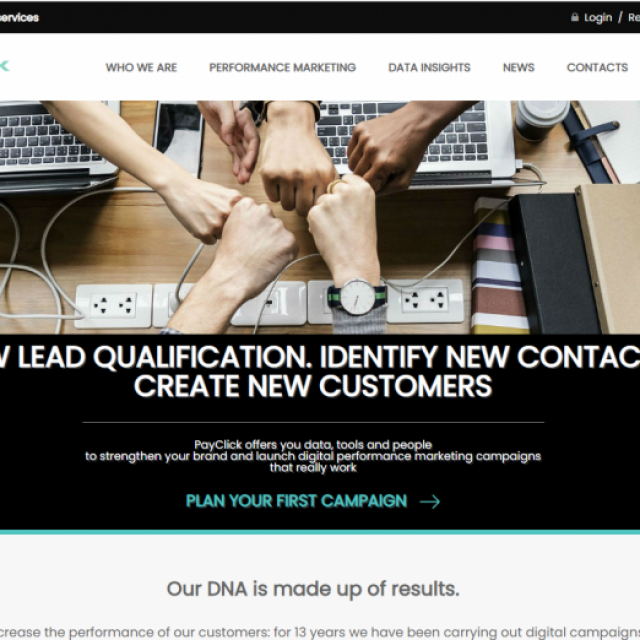 services
Login / Re
WHO WE ARE PERFORMANCE MARKETING DATA INSIGHTS NEWS CONTACTS
W LEAD QUALIFICATION. IDENTIFY NEW CONTAC
CREATE NEW CUSTOMERS
PayClick offers you data, tools and people
to strengthen your brand and launch digital performance marketing campaigns
that really work
PLAN YOUR FIRST CAMPAIGN
Our DNA is made up of results.
crease the performance of our customers: for 13 years we have been carrying out digital campaigns